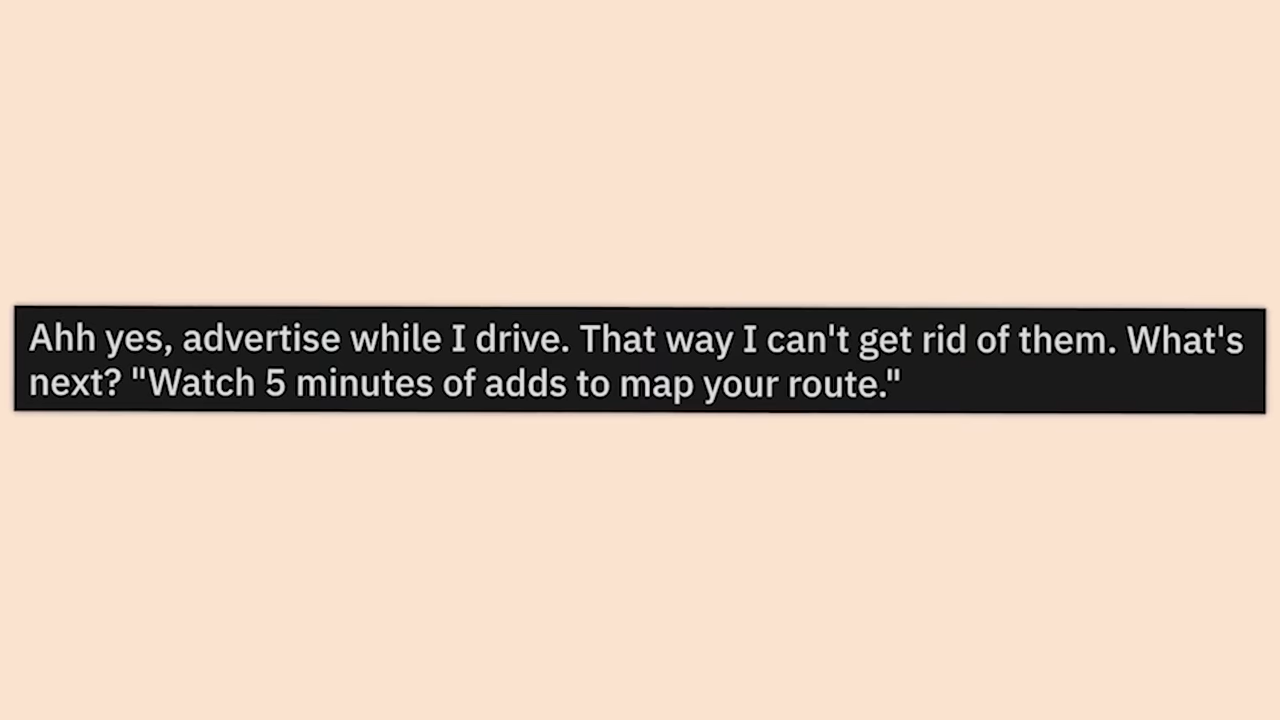 Ahh yes, advertise while I drive. That way I can't get rid of them. What's
next? "Watch 5 minutes of adds to map your route."